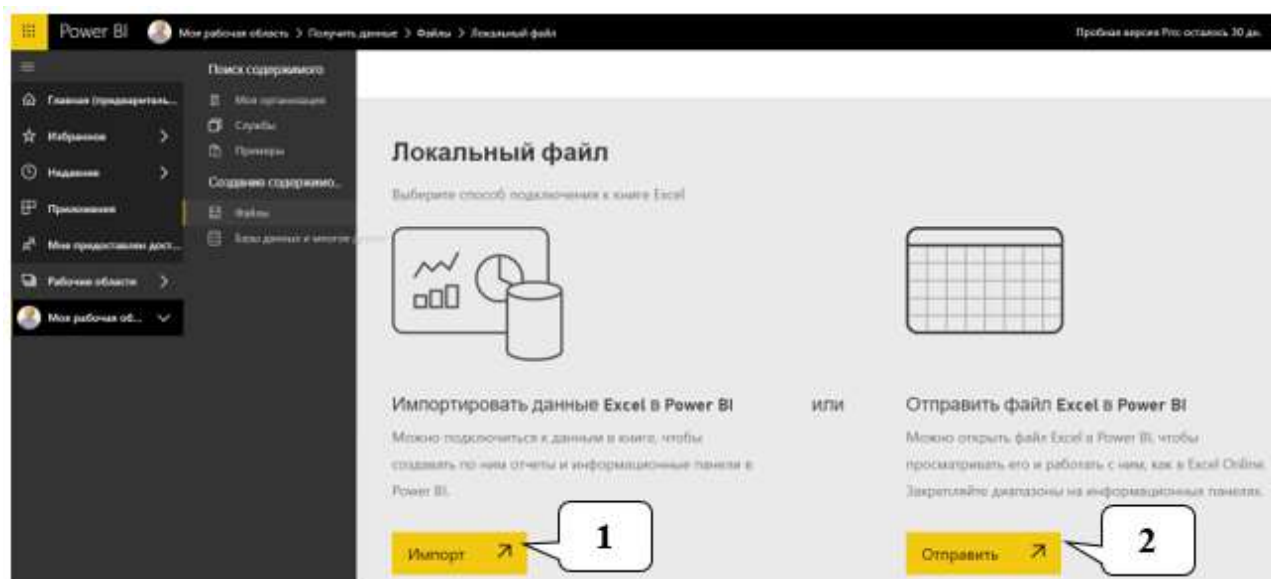 Power BI Моя рабочая область > Получить данные > Файлы > Локальный файл Пробная версия Pro: осталось 30 дн.
Поиск содержимого
Главная (предваритель...
Моя организация
Избранное
Службы
Примеры
Недавние
Создание содержимо...
Приложения
Файлы
Мне предоставлен дост...
Базы данных и многое
Рабочие области
Моя рабочая об...
Локальный файл
Выберите способ подключения к книге Excel
Импортировать данные Excel в Power BI
Можно подключиться к данным в книге, чтобы
создавать по ним отчеты и информационные панели в
Power BI.
Импорт
1
или
Отправить файл Excel в Power BI
Можно открыть файл Excel в Power BI, чтобы
просматривать его и работать с ним, как в Excel Online.
Закрепляйте диапазоны на информационных панелях.
Отправить
2